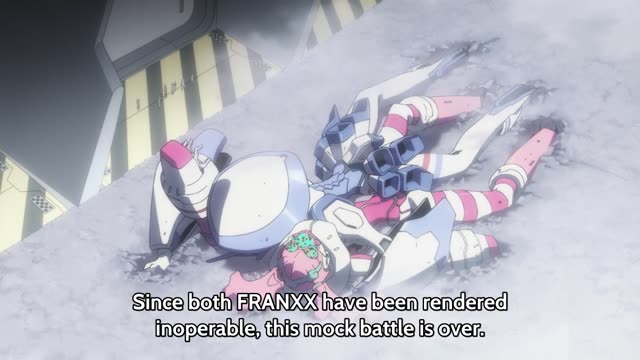 Since both FRANXX have been rendered
inoperable, this mock battle is over.